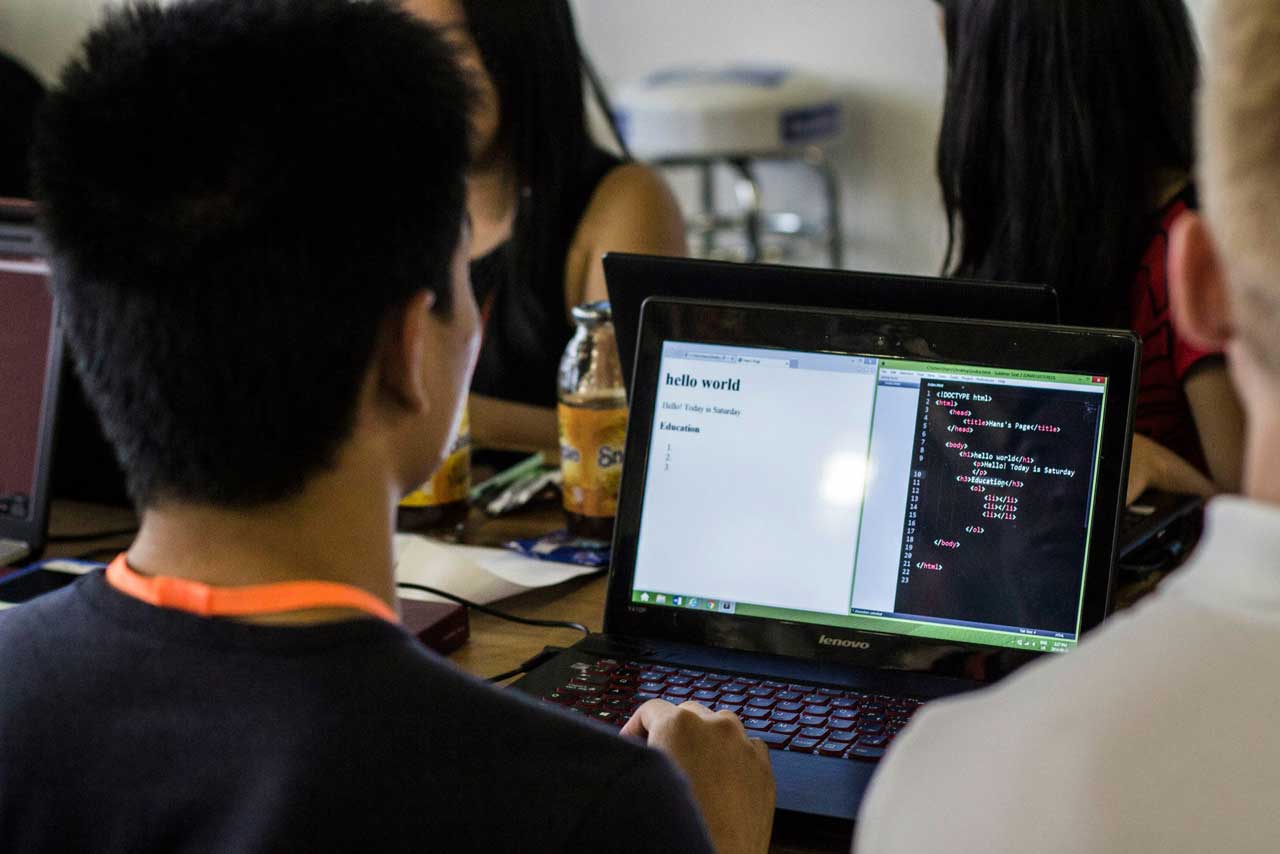 hello world
Hello! Today is Saturday
Education
1.
2.
3.
1 <!DOCTYPE html>
2 <html>
3 <head>
4 <title>Hans's Page</title>
5 </head>
6
7 <body>
8 <h1>hello world</h1>
9 <p>Hello! Today is Saturday
10 </p>
11 <h3>Education</h3>
12 <ol>
13 <li></li>
14 <li></li>
15 <li></li>
16
17 </ol>
18
19 </body>
20
21 </html>
22
23
lenovo
Sn